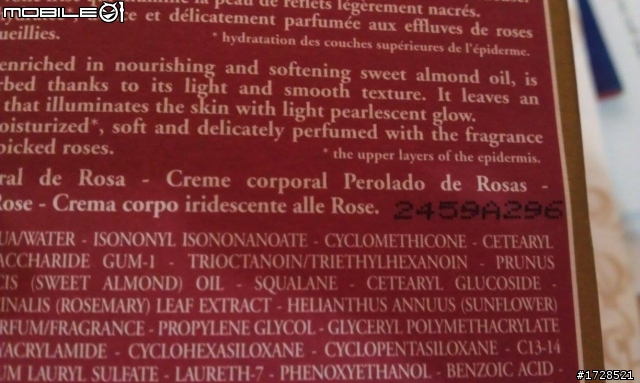 MOBILE01
la peau de reflets légèrement nacrés.
et délicatement parfumée aux effluves de roses
ueillies.
* hydratation des couches supérieures de l'épiderme.
enriched in nourishing and softening sweet almond oil, is
rbed thanks to its light and smooth texture. It leaves an
that illuminates the skin with light pearlescent glow.
oisturized*, soft and delicately perfumed with the fragrance
picked roses.
* the upper layers of the epidermis.
ral de Rosa - Creme corporal Perolado de Rosas -
Rose - Crema corpo iridescente alle Rose.
2459A296
UA/WATER - ISONONYL ISONONANOATE - CYCLOMETHICONE - CETEARYL
ACCHARIDE GUM-1 - TRIOCTANOIN/TRIETHYLHEXANOIN - PRUNUS
CIS (SWEET ALMOND) OIL - SQUALANE - CETEARYL GLUCOSIDE -
INALIS (ROSEMARY) LEAF EXTRACT - HELIANTHUS ANNUUS (SUNFLOWER)
ARFUM/FRAGRANCE - PROPYLENE GLYCOL - GLYCERYL POLYMETHACRYLATE
YACRYLAMIDE - CYCLOHEXASILOXANE - CYCLOPENTASILOXANE - C13-14
UM LAURYL SULFATE - LAURETH-7 - PHENOXYETHANOL - BENZOIC ACID -
#1728521